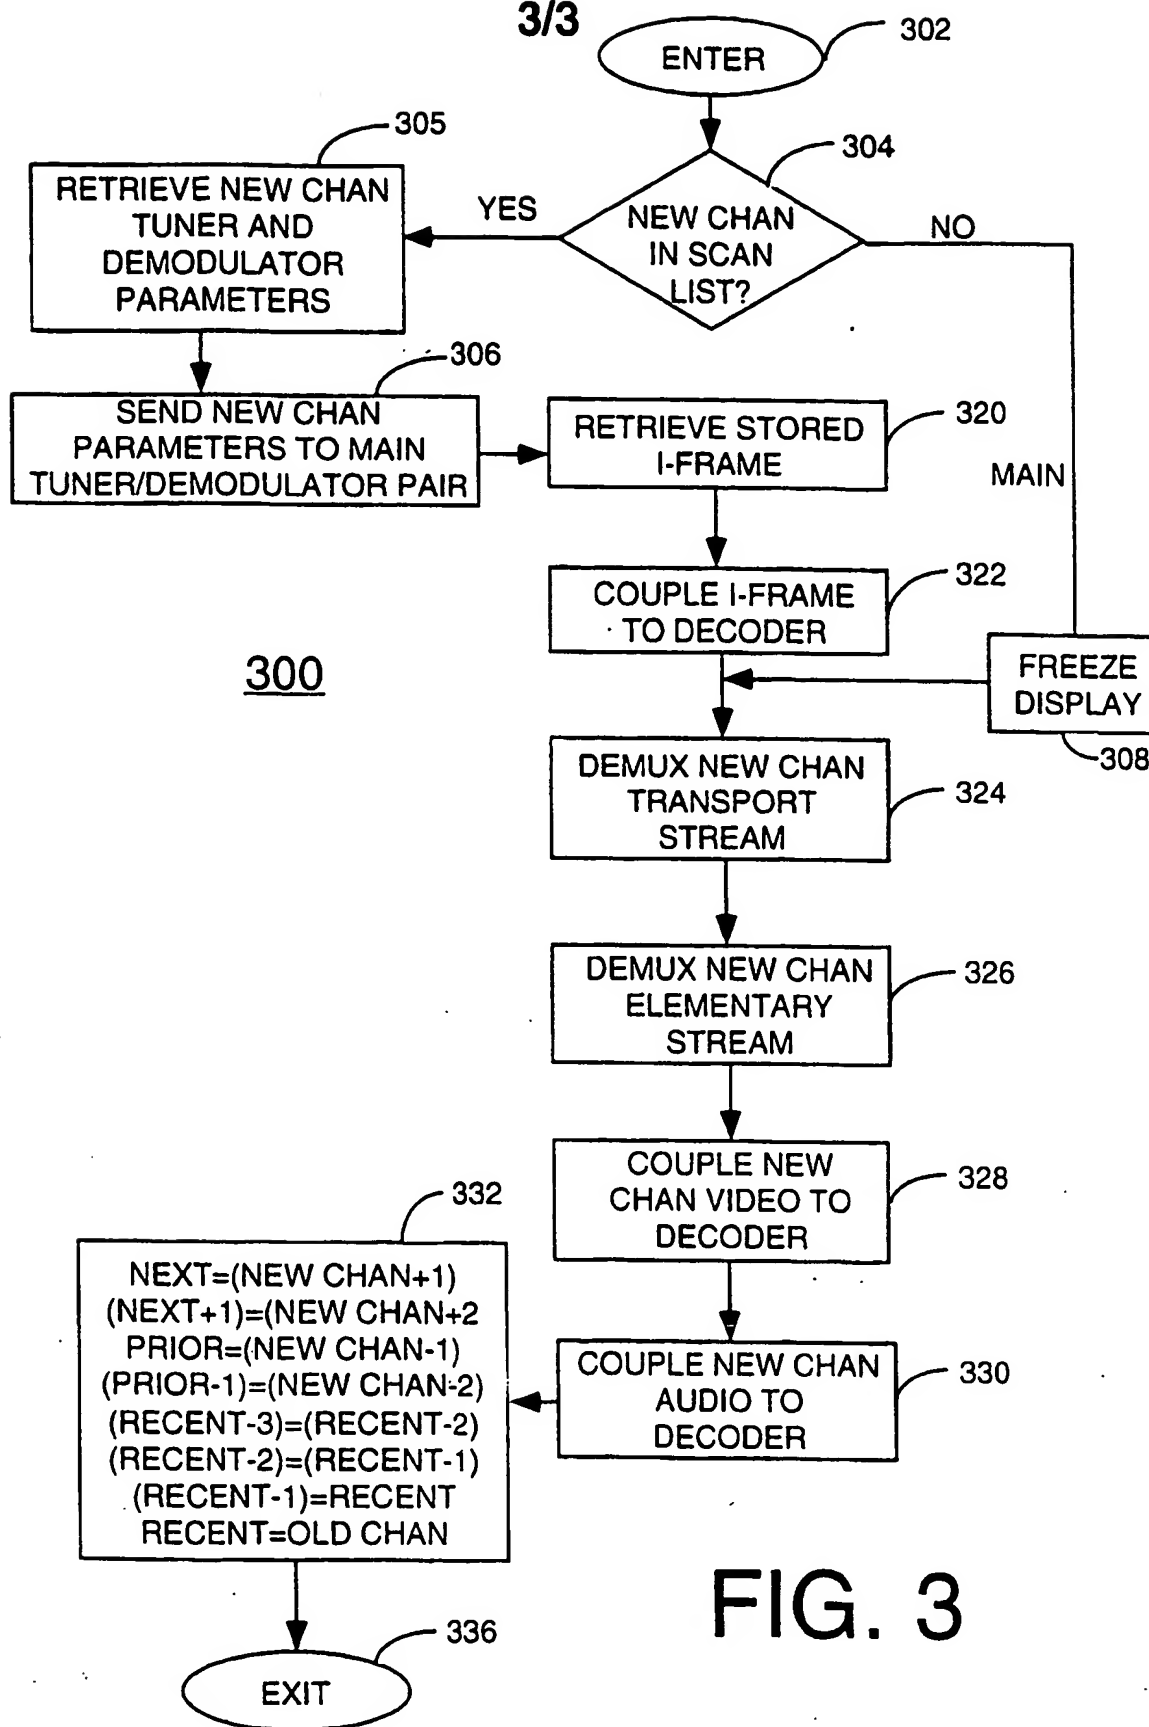 3/3
ENTER
302
304
NEW CHAN
IN SCAN
LIST?
YES
NO
305
RETRIEVE NEW CHAN
TUNER AND
DEMODULATOR
PARAMETERS
306
SEND NEW CHAN
PARAMETERS TO MAIN
TUNER/DEMODULATOR PAIR
RETRIEVE STORED
I-FRAME
320
MAIN
COUPLE I-FRAME
TO DECODER
322
300
FREEZE
DISPLAY
308
DEMUX NEW CHAN
TRANSPORT
STREAM
324
DEMUX NEW CHAN
ELEMENTARY
STREAM
326
COUPLE NEW
CHAN VIDEO TO
DECODER
328
COUPLE NEW CHAN
AUDIO TO
DECODER
330
332
NEXT=(NEW CHAN+1)
(NEXT+1)=(NEW CHAN+2
PRIOR=(NEW CHAN-1)
(PRIOR-1)=(NEW CHAN-2)
(RECENT-3)=(RECENT-2)
(RECENT-2)=(RECENT-1)
(RECENT-1)=RECENT
RECENT=OLD CHAN
336
EXIT
FIG. 3